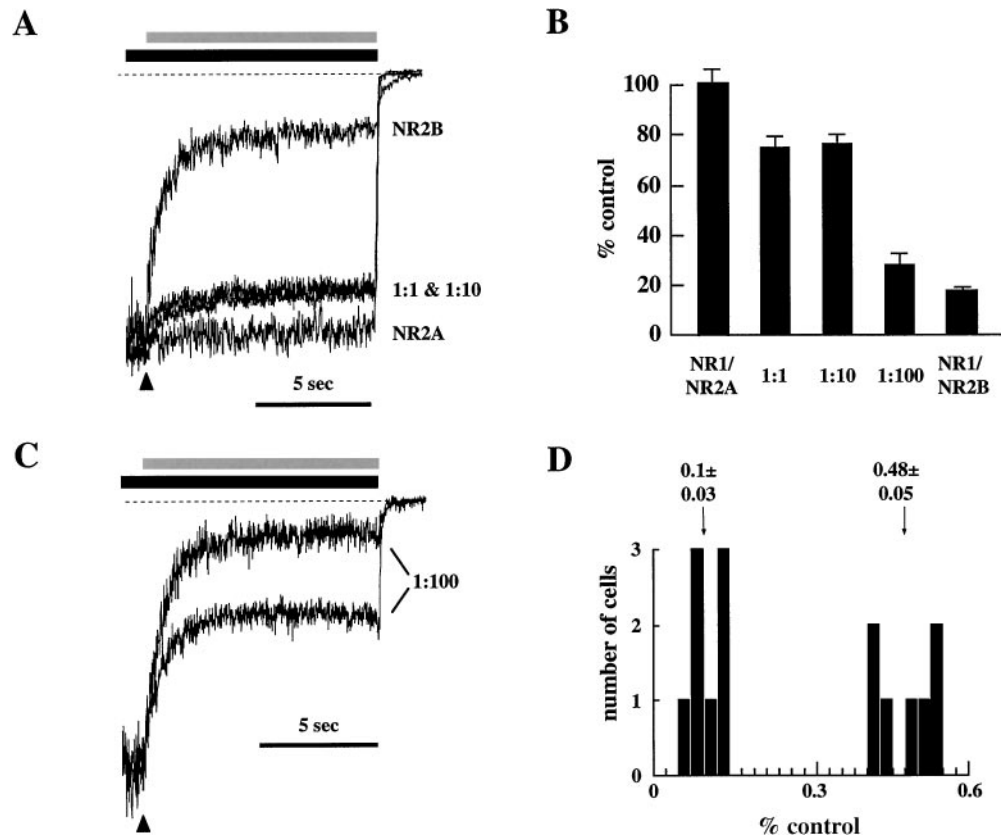 A
NR2B
1:1 & 1:10
NR2A
5 sec
B
% control
100
80
60
40
20
0
NR1/
NR2A
1:1
1:10
1:100
NR1/
NR2B
C
1:100
5 sec
D
0.1±
0.03
0.48±
0.05
number of cells
3
2
1
0
0
0.3
0.6
% control